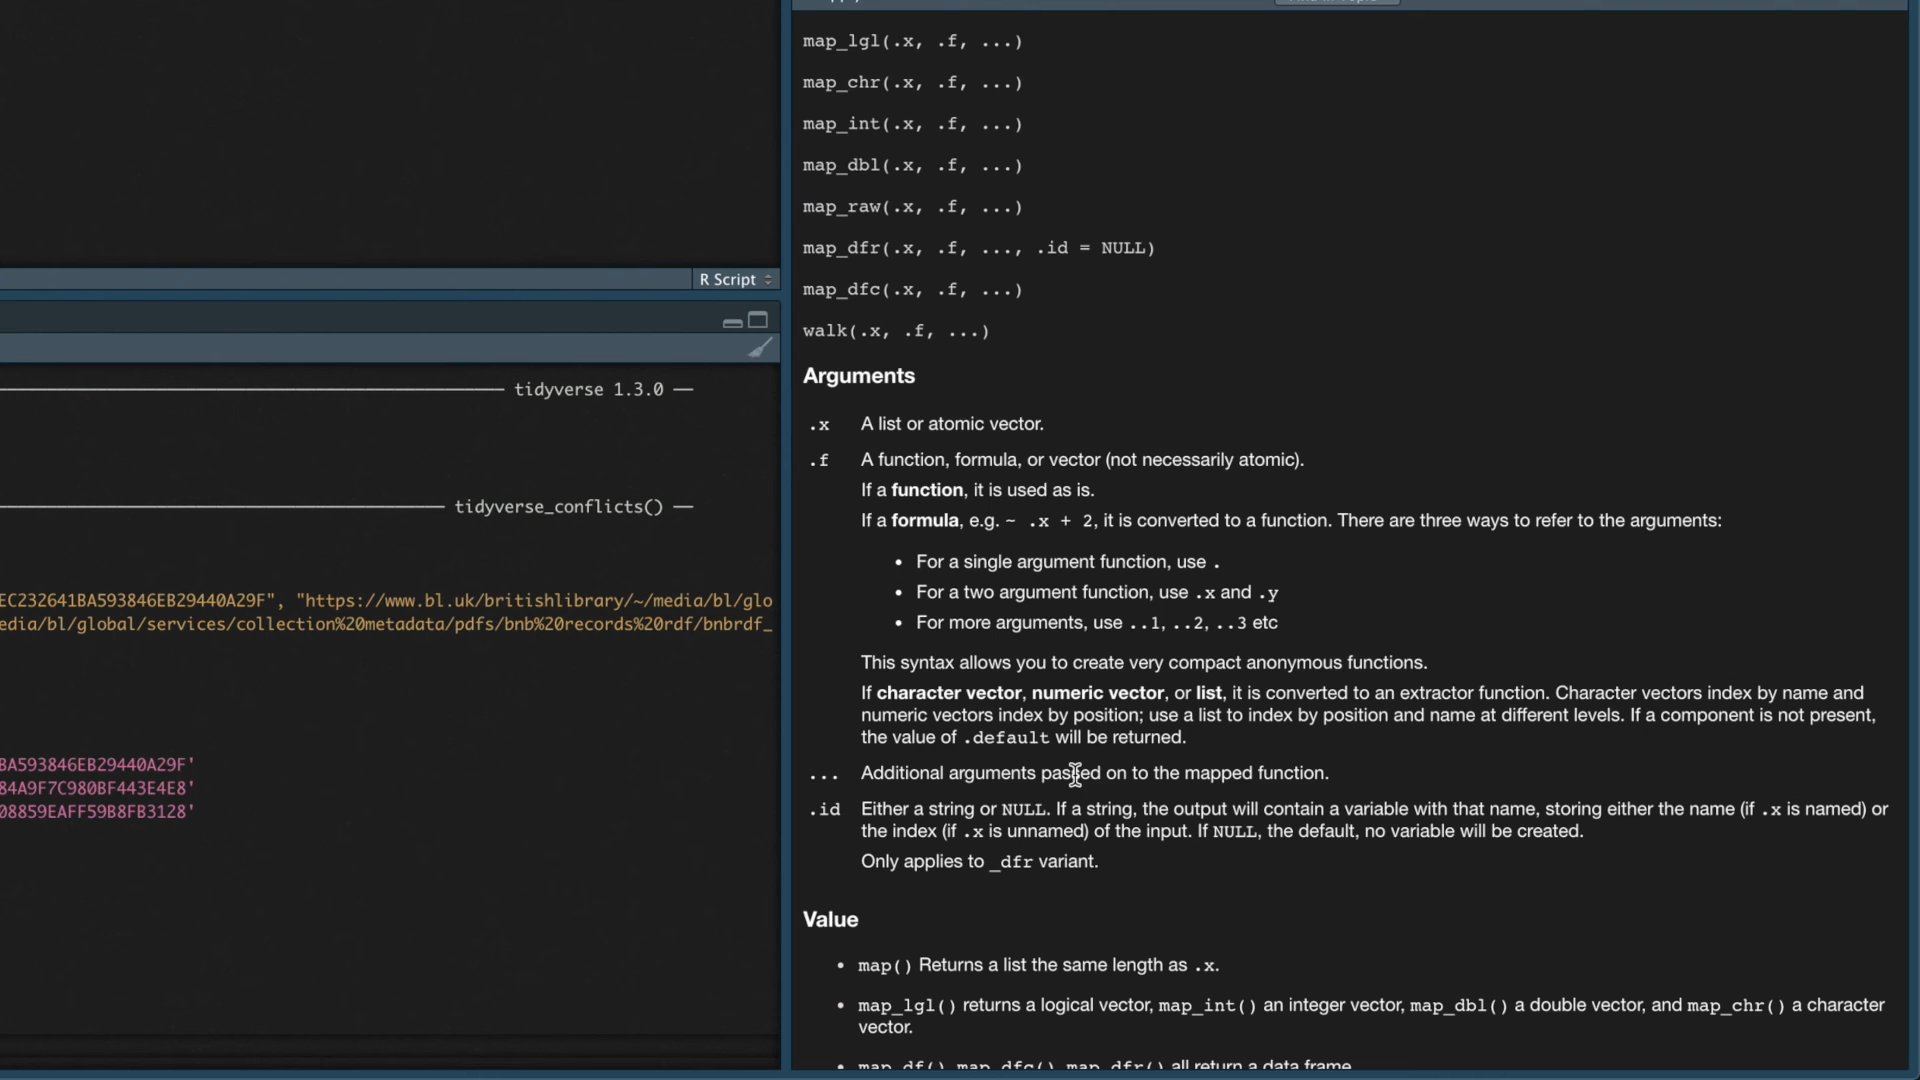 map_lgl(.x, .f, ...)
map_chr(.x, .f, ...)
map_int(.x, .f, ...)
map_dbl(.x, .f, ...)
map_raw(.x, .f, ...)
map_dfr(.x, .f, ..., .id = NULL)
map_dfc(.x, .f, ...)
walk(.x, .f, ...)
Arguments
.x A list or atomic vector.
.f A function, formula, or vector (not necessarily atomic).
If a function, it is used as is.
If a formula, e.g. ~ .x + 2, it is converted to a function. There are three ways to refer to the arguments:
• For a single argument function, use .
• For a two argument function, use .x and .y
• For more arguments, use ..1, ..2, ..3 etc
This syntax allows you to create very compact anonymous functions.
If character vector, numeric vector, or list, it is converted to an extractor function. Character vectors index by name and
numeric vectors index by position; use a list to index by position and name at different levels. If a component is not present,
the value of .default will be returned.
... Additional arguments passed on to the mapped function.
.id Either a string or NULL. If a string, the output will contain a variable with that name, storing either the name (if .x is named) or
the index (if .x is unnamed) of the input. If NULL, the default, no variable will be created.
Only applies to _dfr variant.
Value
• map() Returns a list the same length as .x.
• map_lgl() returns a logical vector, map_int() an integer vector, map_dbl() a double vector, and map_chr() a character
vector.
• map_df(), map_dfc(), map_dfr() all return a data frame.
R Script
tidyverse 1.3.0
tidyverse_conflicts()
EC232641BA593846EB29440A29F", "https://www.bl.uk/britishlibrary/~/media/bl/glo
edia/bl/global/services/collection%20metadata/pdfs/bnb%20records%20rdf/bnbrdf_
BA593846EB29440A29F'
84A9F7C980BF443E4E8'
08859EAFF59B8FB3128'